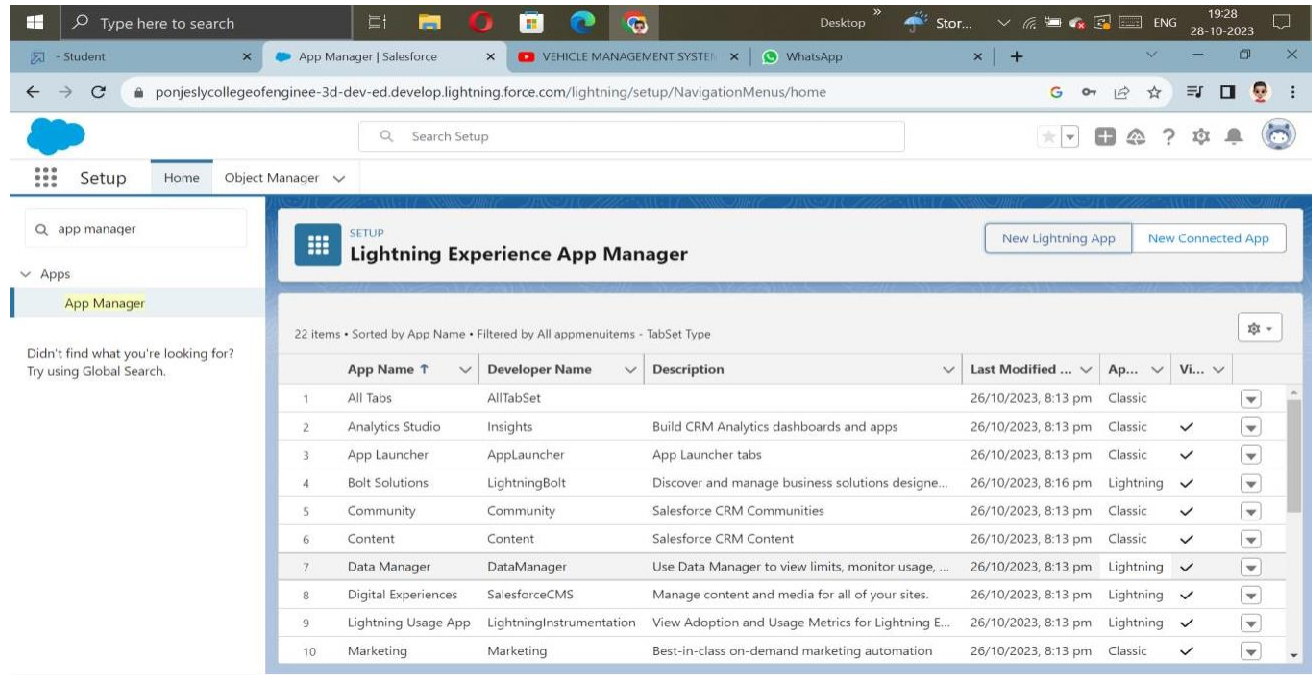 Type here to search
Desktop
»
Stor...
ENG
19:28
28-10-2023
- Student
App Manager | Salesforce
VEHICLE MANAGEMENT SYSTEM
WhatsApp
ponjeslycollegeofenginee-3d-dev-ed.develop.lightning.force.com/lightning/setup/NavigationMenus/home
Search Setup
Setup Home Object Manager
app manager
Apps
App Manager
Didn't find what you're looking for?
Try using Global Search.
SETUP
Lightning Experience App Manager
New Lightning App New Connected App
22 items • Sorted by App Name • Filtered by All appmenuitems - TabSet Type
App Name ↑ Developer Name Description Last Modified ... Ap... Vi...
1 All Tabs AllTabSet 26/10/2023, 8:13 pm Classic
2 Analytics Studio Insights Build CRM Analytics dashboards and apps 26/10/2023, 8:13 pm Classic
3 App Launcher AppLauncher App Launcher tabs 26/10/2023, 8:13 pm Classic
4 Bolt Solutions LightningBolt Discover and manage business solutions designe... 26/10/2023, 8:16 pm Lightning
5 Community Community Salesforce CRM Communities 26/10/2023, 8:13 pm Classic
6 Content Content Salesforce CRM Content 26/10/2023, 8:13 pm Classic
7 Data Manager DataManager Use Data Manager to view limits, monitor usage, ... 26/10/2023, 8:13 pm Lightning
8 Digital Experiences SalesforceCMS Manage content and media for all of your sites. 26/10/2023, 8:13 pm Lightning
9 Lightning Usage App LightningInstrumentation View Adoption and Usage Metrics for Lightning E... 26/10/2023, 8:13 pm Lightning
10 Marketing Marketing Best-in-class on-demand marketing automation 26/10/2023, 8:13 pm Classic